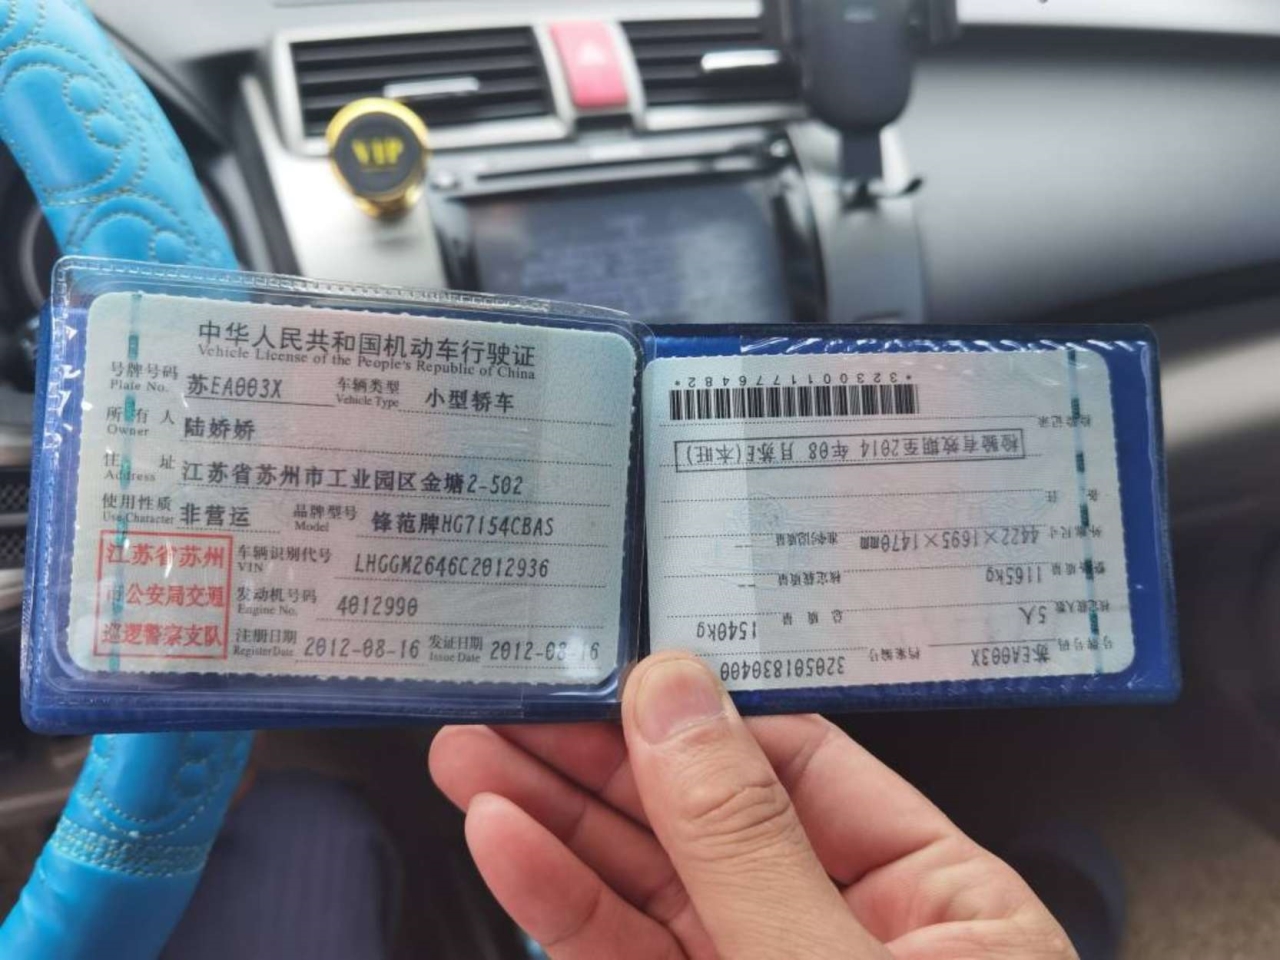 VIP
中华人民共和国机动车行驶证
Vehicle License of the People's Republic of China
号牌号码 苏EA003X 车辆类型 小型轿车
Plate No. Vehicle Type
所有人 陆娇娇
Owner
住址 江苏省苏州市工业园区金塘2-502
Address
使用性质 非营运 品牌型号 锋范牌HG7154CBAS
Use Character Model
江苏省苏州
市公安局交通
巡逻警察支队
车辆识别代号 LHGGM2646C2012936
VIN
发动机号码 4012990
Engine No.
注册日期 2012-08-16 发证日期 2012-08-16
Register Date Issue Date
号牌号码 苏EA003X 档案编号 320501830400
核定载人数 5人 总质量 1540kg
整备质量 1165kg 核定载质量 --
外廓尺寸 4422×1695×1470mm 准牵引总质量 --
备注
检验记录
检验有效期至2014年08月苏E(本旺)
*3230011776482*